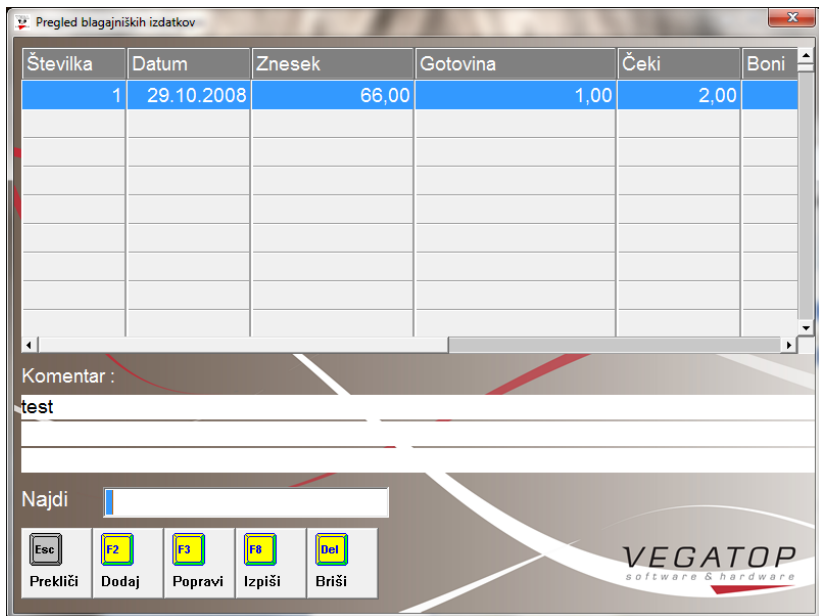 Pregled blagajniških izdatkov
Številka Datum Znesek Gotovina Čeki Boni
1 29.10.2008 66,00 1,00 2,00
Komentar :
test
Najdi
Esc F2 F3 F8 Del
Prekliči Dodaj Popravi Izpiši Briši
VEGATOP
software & hardware